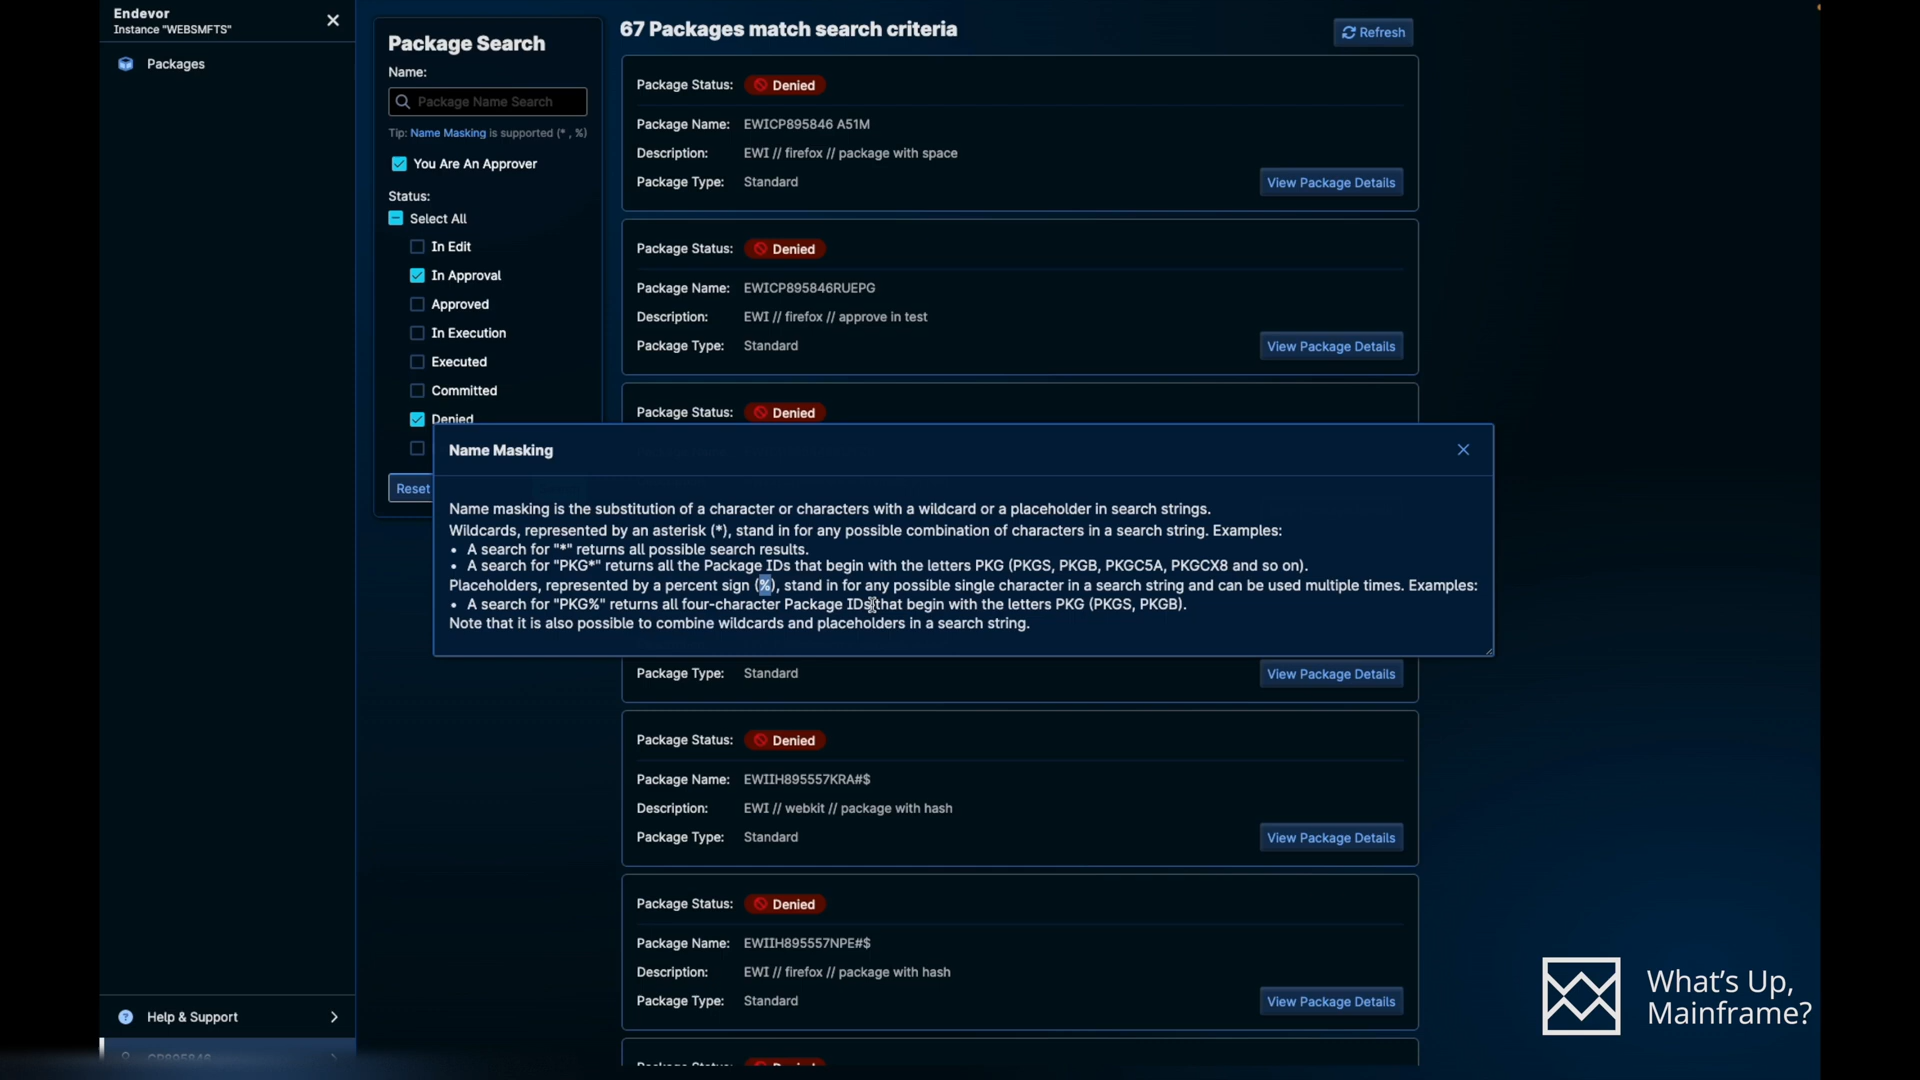 Endevor
Instance "WEBSMFTS"
Packages
Package Search
Name:
Package Name Search
Tip: Name Masking is supported (* , %)
You Are An Approver
Status:
Select All
In Edit
In Approval
Approved
In Execution
Executed
Committed
Denied
Reset
67 Packages match search criteria
Refresh
Package Status: Denied
Package Name: EWICP895846 A51M
Description: EWI // firefox // package with space
Package Type: Standard
View Package Details
Package Status: Denied
Package Name: EWICP895846RUEPG
Description: EWI // firefox // approve in test
Package Type: Standard
View Package Details
Package Status: Denied
Name Masking
Name masking is the substitution of a character or characters with a wildcard or a placeholder in search strings.
Wildcards, represented by an asterisk (*), stand in for any possible combination of characters in a search string. Examples:
• A search for "*" returns all possible search results.
• A search for "PKG*" returns all the Package IDs that begin with the letters PKG (PKGS, PKGB, PKGC5A, PKGCX8 and so on).
Placeholders, represented by a percent sign (%), stand in for any possible single character in a search string and can be used multiple times. Examples:
• A search for "PKG%" returns all four-character Package IDs that begin with the letters PKG (PKGS, PKGB).
Note that it is also possible to combine wildcards and placeholders in a search string.
Package Type: Standard
View Package Details
Package Status: Denied
Package Name: EWIIH895557KRA#$
Description: EWI // webkit // package with hash
Package Type: Standard
View Package Details
Package Status: Denied
Package Name: EWIIH895557NPE#$
Description: EWI // firefox // package with hash
Package Type: Standard
View Package Details
Package Status: Denied
Help & Support
CP895846
What's Up,
Mainframe?